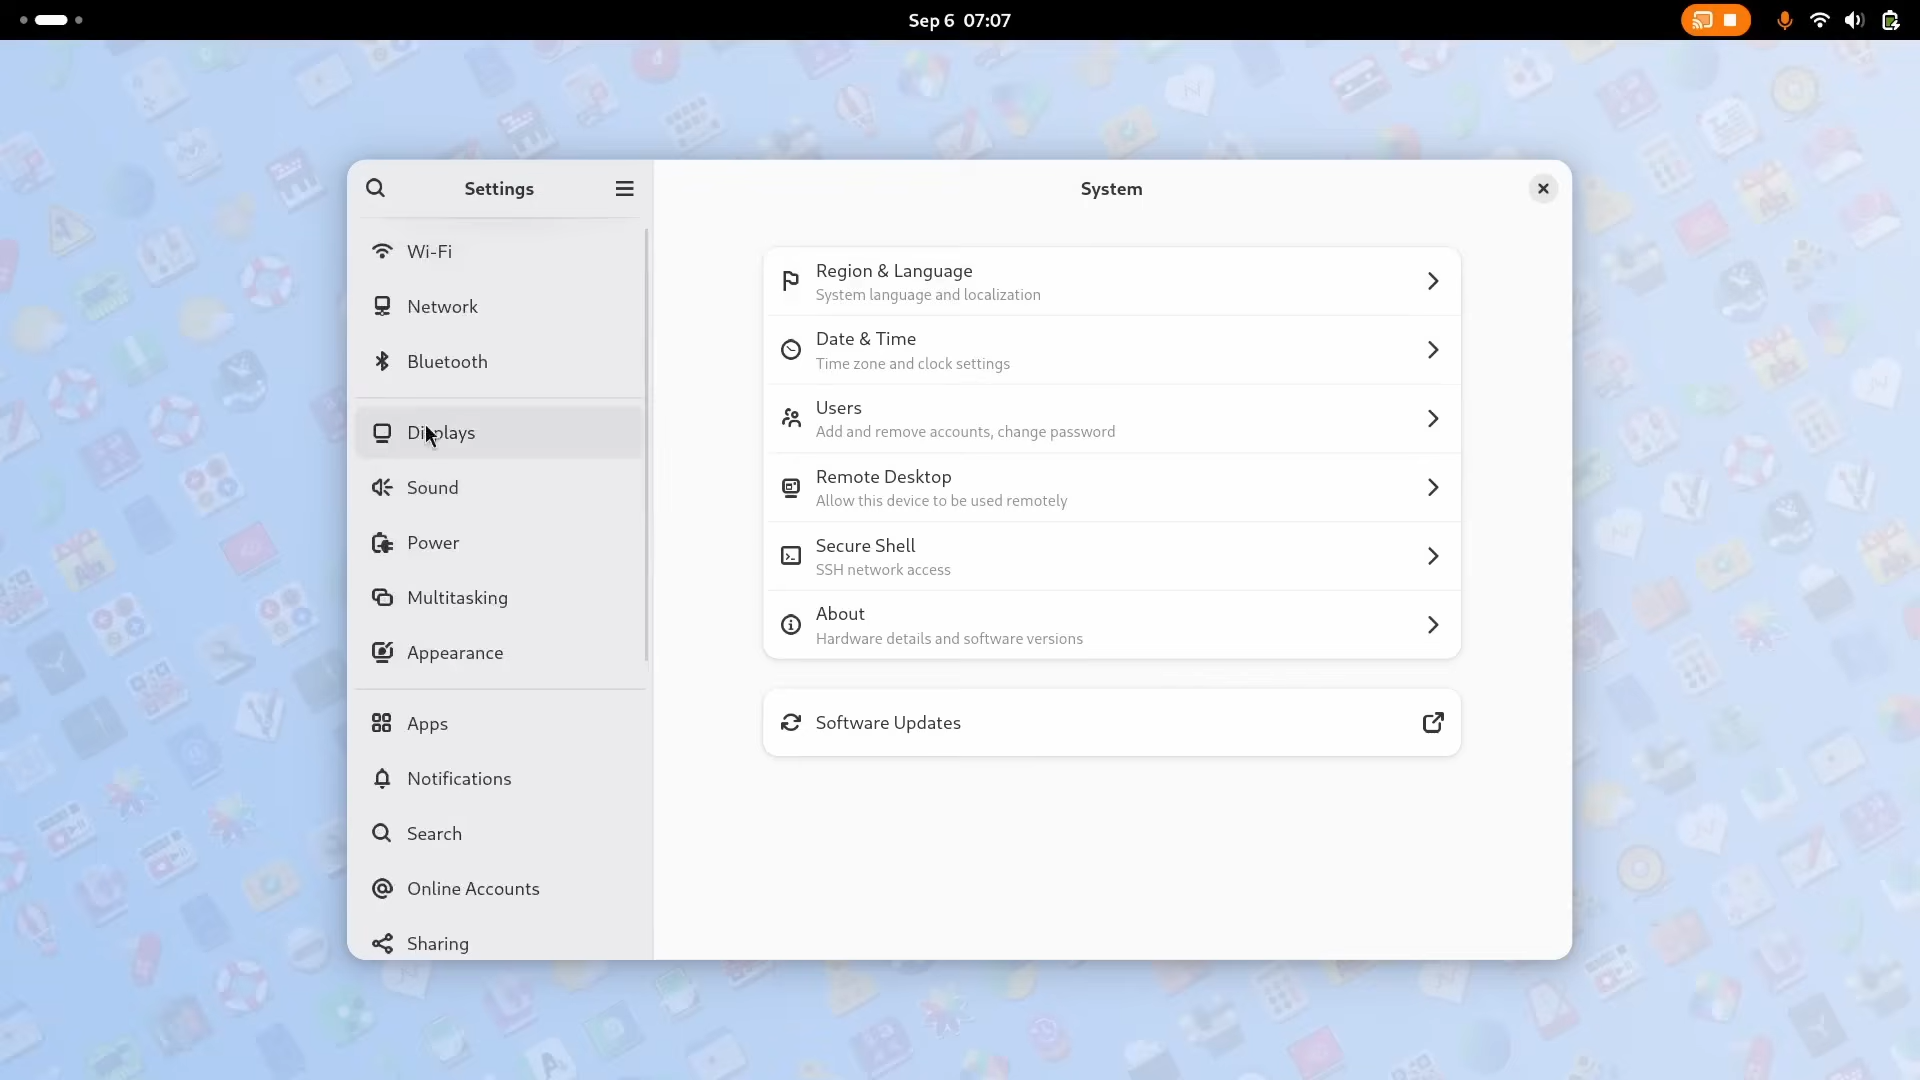 Sep 6 07:07
Settings
System
Wi-Fi
Network
Bluetooth
Displays
Sound
Power
Multitasking
Appearance
Apps
Notifications
Search
Online Accounts
Sharing
Region & Language
System language and localization
Date & Time
Time zone and clock settings
Users
Add and remove accounts, change password
Remote Desktop
Allow this device to be used remotely
Secure Shell
SSH network access
About
Hardware details and software versions
Software Updates